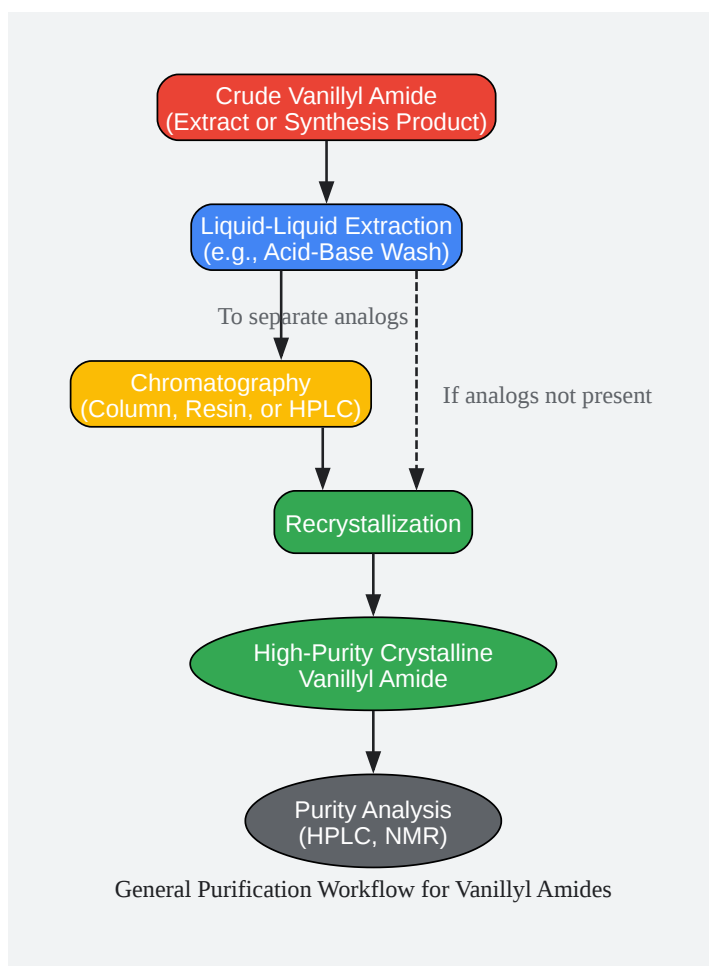 Crude Vanillyl Amide
(Extract or Synthesis Product)
Liquid-Liquid Extraction
(e.g., Acid-Base Wash)
To separate analogs
Chromatography
(Column, Resin, or HPLC)
If analogs not present
Recrystallization
High-Purity Crystalline
Vanillyl Amide
Purity Analysis
(HPLC, NMR)
General Purification Workflow for Vanillyl Amides